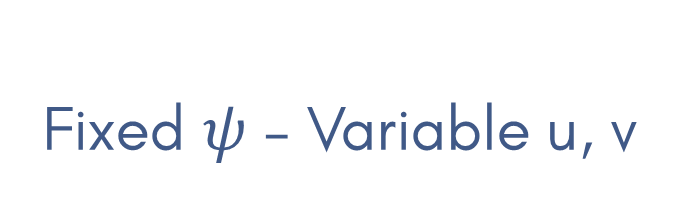 Fixed ψ – Variable u, v